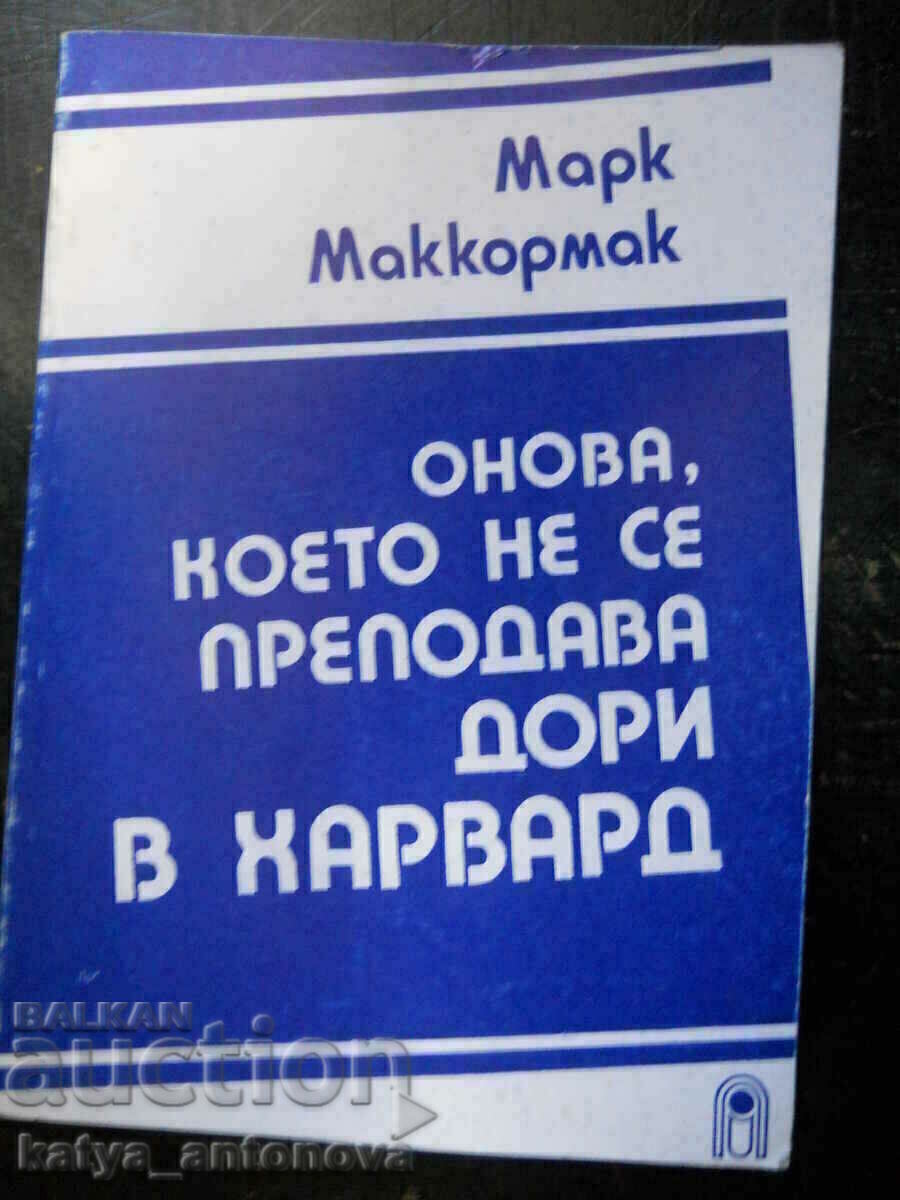 Марк
Маккормак
ОНОВА,
КОЕТО НЕ СЕ
ПРЕПОДАВА
ДОРИ
В ХАРВАРД
BALKAN
auction
katya_antonova